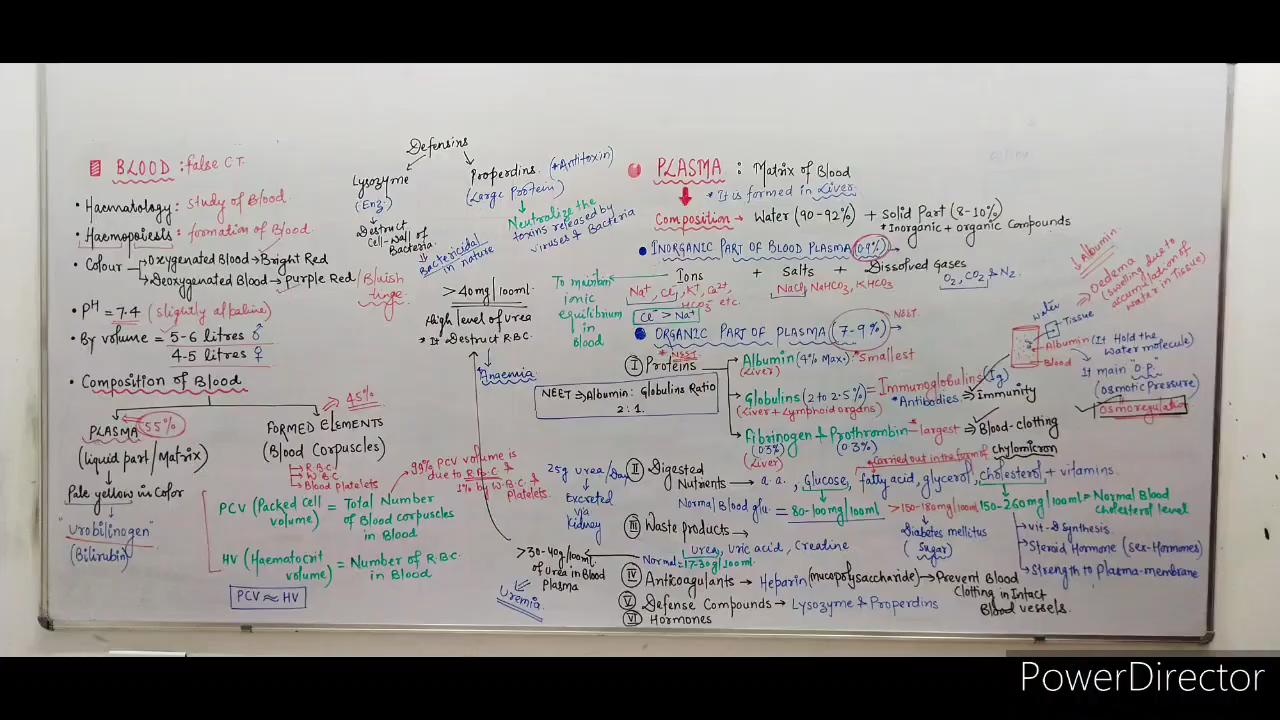 BLOOD : false C.T.
• Haematology : study of Blood
• Haemopoiesis : formation of Blood
• Colour → Oxygenated Blood → Bright Red
→ Deoxygenated Blood → purple Red / Bluish tinge
• pH = 7.4 (slightly alkaline)
• By volume = 5-6 litres ♂
4-5 litres ♀
• Composition of Blood
PLASMA → 55%
(liquid part/Matrix)
Pale yellow in Color
"Urobilinogen"
(Bilirubin)
45%
FORMED ELEMENTS
(Blood Corpuscles)
→ R.B.C
→ W.B.C
→ Blood platelets
PCV (Packed Cell volume) = Total Number of Blood corpuscles in Blood
99% PCV volume is
due to R.B.C &
1% by W.B.C &
Platelets.
HV (Haematocrit volume) = Number of R.B.C. in Blood
PCV ≈ HV
Defensins
Lysozyme
(Enz)
Destruct
Cell-wall of
Bacteria
Bactericidal
in nature
Properdins (*Antitoxin)
(Large Protein)
Neutralize the
toxins released by
viruses & Bacteria
> 40mg/100ml
High level of urea
* It Destruct R.B.C.
Anaemia
25g urea/Day
Excreted
via
Kidney
>30-40g/100ml
of Urea in Blood
Plasma
Uremia
PLASMA : Matrix of Blood
* It is formed in Liver
Composition → Water (90-92%) + Solid Part (8-10%)
* Inorganic + organic Compounds
• INORGANIC PART OF BLOOD PLASMA (0.9%) →
Ions + Salts + Dissolved Gases
Na⁺, Cl⁻, K⁺, Ca²⁺, HCO₃⁻ etc.
NaCl, NaHCO₃, KHCO₃
O₂, CO₂ & N₂
Cl⁻ > Na⁺
To maintain
ionic
equilibrium
in
Blood
• ORGANIC PART OF PLASMA (7-9%) →
NEET
* NEET
I Proteins
NEET ⇒ Albumin : Globulins Ratio
2 : 1.
Albumin (4% Max.) *smallest
(Liver)
Globulins (2 to 2.5%) = Immunoglobulins (Ig)
(Liver + Lymphoid organs) *Antibodies ⇒ Immunity
Fibrinogen + Prothrombin *largest ⇒ Blood-clotting
(0.3%) (0.3%)
(Liver)
*Carried out in the form of chylomicron
II Digested Nutrients → a.a., Glucose, fatty acid, glycerol, cholesterol + vitamins.
Normal Blood glu. = 80-100mg/100ml >150-180mg/100ml
Diabetes mellitus
(Sugar)
150-260mg/100ml = Normal Blood cholesterol level
→ vit-D synthesis
→ Steroid Hormone (sex-Hormones)
→ Strength to Plasma-membrane
III Waste products →
Urea, Uric acid, Creatine
Normal = 17-30g/100ml.
IV Anticoagulants → Heparin (mucopolysaccharide) → Prevent Blood
Clotting in Intact
Blood vessels.
V Defense Compounds → Lysozyme & Properdins
VI Hormones
↓ Albumin
⇒ Oedema
(swelling due to
accumulation of
water in Tissue)
Water
Tissue
Albumin (It Hold the
Water molecule)
Blood
It main "O.P."
(osmotic Pressure)
Osmoregulation
PowerDirector